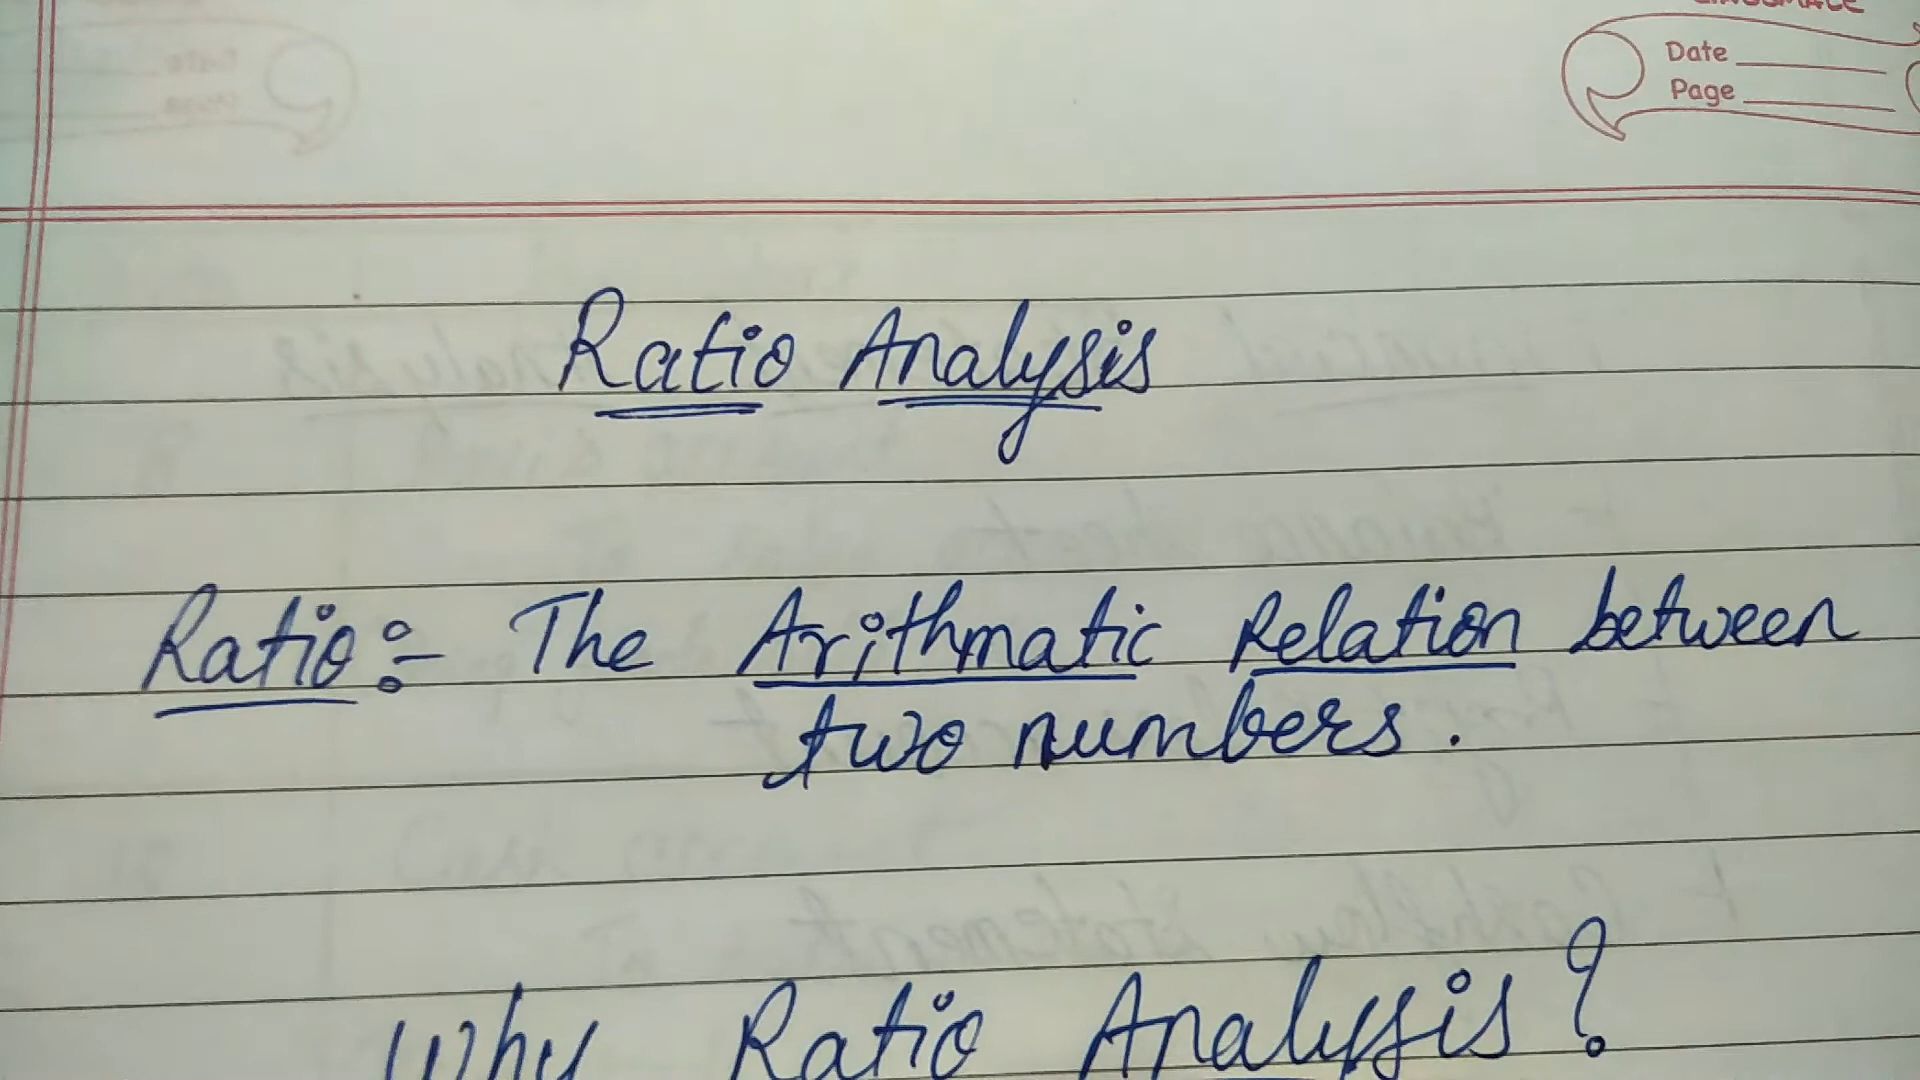 Date
Page
Ratio Analysis
Ratio:- The Arithmatic Relation between
two numbers.
Why Ratio Analysis?